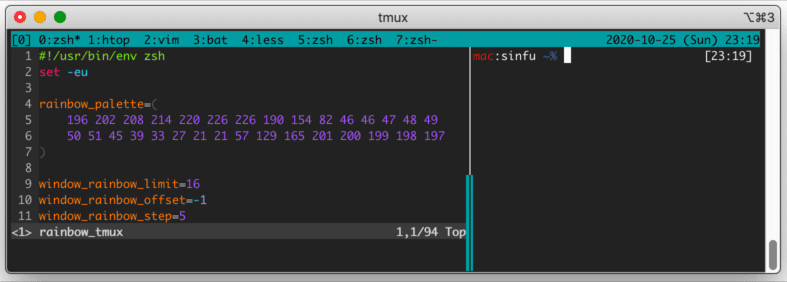 tmux ⌥⌘3
[0] 0:zsh* 1:htop 2:vim 3:bat 4:less 5:zsh 6:zsh 7:zsh- 2020-10-25 (Sun) 23:19
1 #!/usr/bin/env zsh
2 set -eu
3
4 rainbow_palette=(
5 196 202 208 214 220 226 226 190 154 82 46 46 47 48 49
6 50 51 45 39 33 27 21 21 57 129 165 201 200 199 198 197
7 )
8
9 window_rainbow_limit=16
10 window_rainbow_offset=-1
11 window_rainbow_step=5
<1> rainbow_tmux 1,1/94 Top
mac:sinfu ~% [23:19]